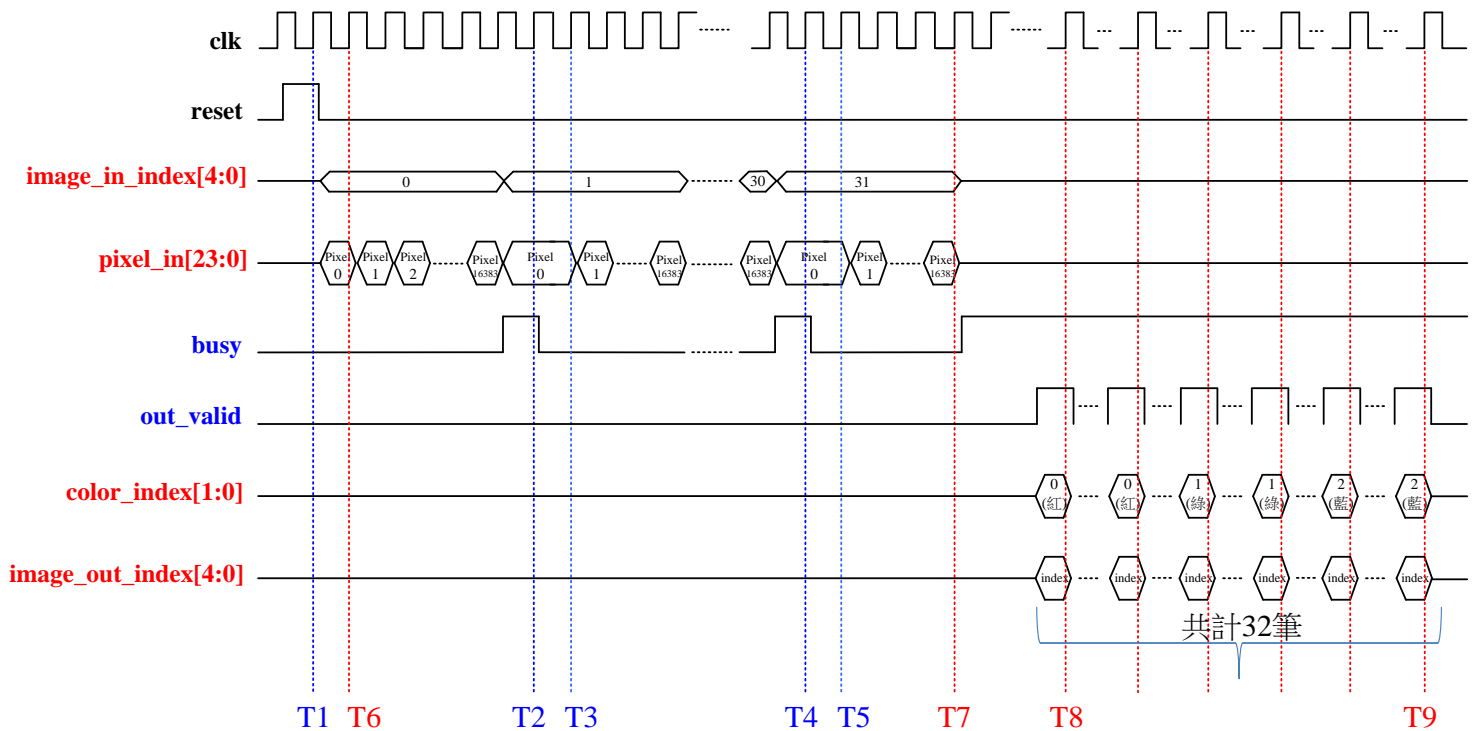 clk
reset
image_in_index[4:0]
0
1
30
31
pixel_in[23:0]
Pixel 0
Pixel 1
Pixel 2
Pixel 16383
Pixel 0
Pixel 1
Pixel 16383
Pixel 16383
Pixel 0
Pixel 1
Pixel 16383
busy
out_valid
color_index[1:0]
0 (紅)
0 (紅)
1 (綠)
1 (綠)
2 (藍)
2 (藍)
image_out_index[4:0]
index
index
index
index
index
index
共計32筆
T1
T6
T2
T3
T4
T5
T7
T8
T9